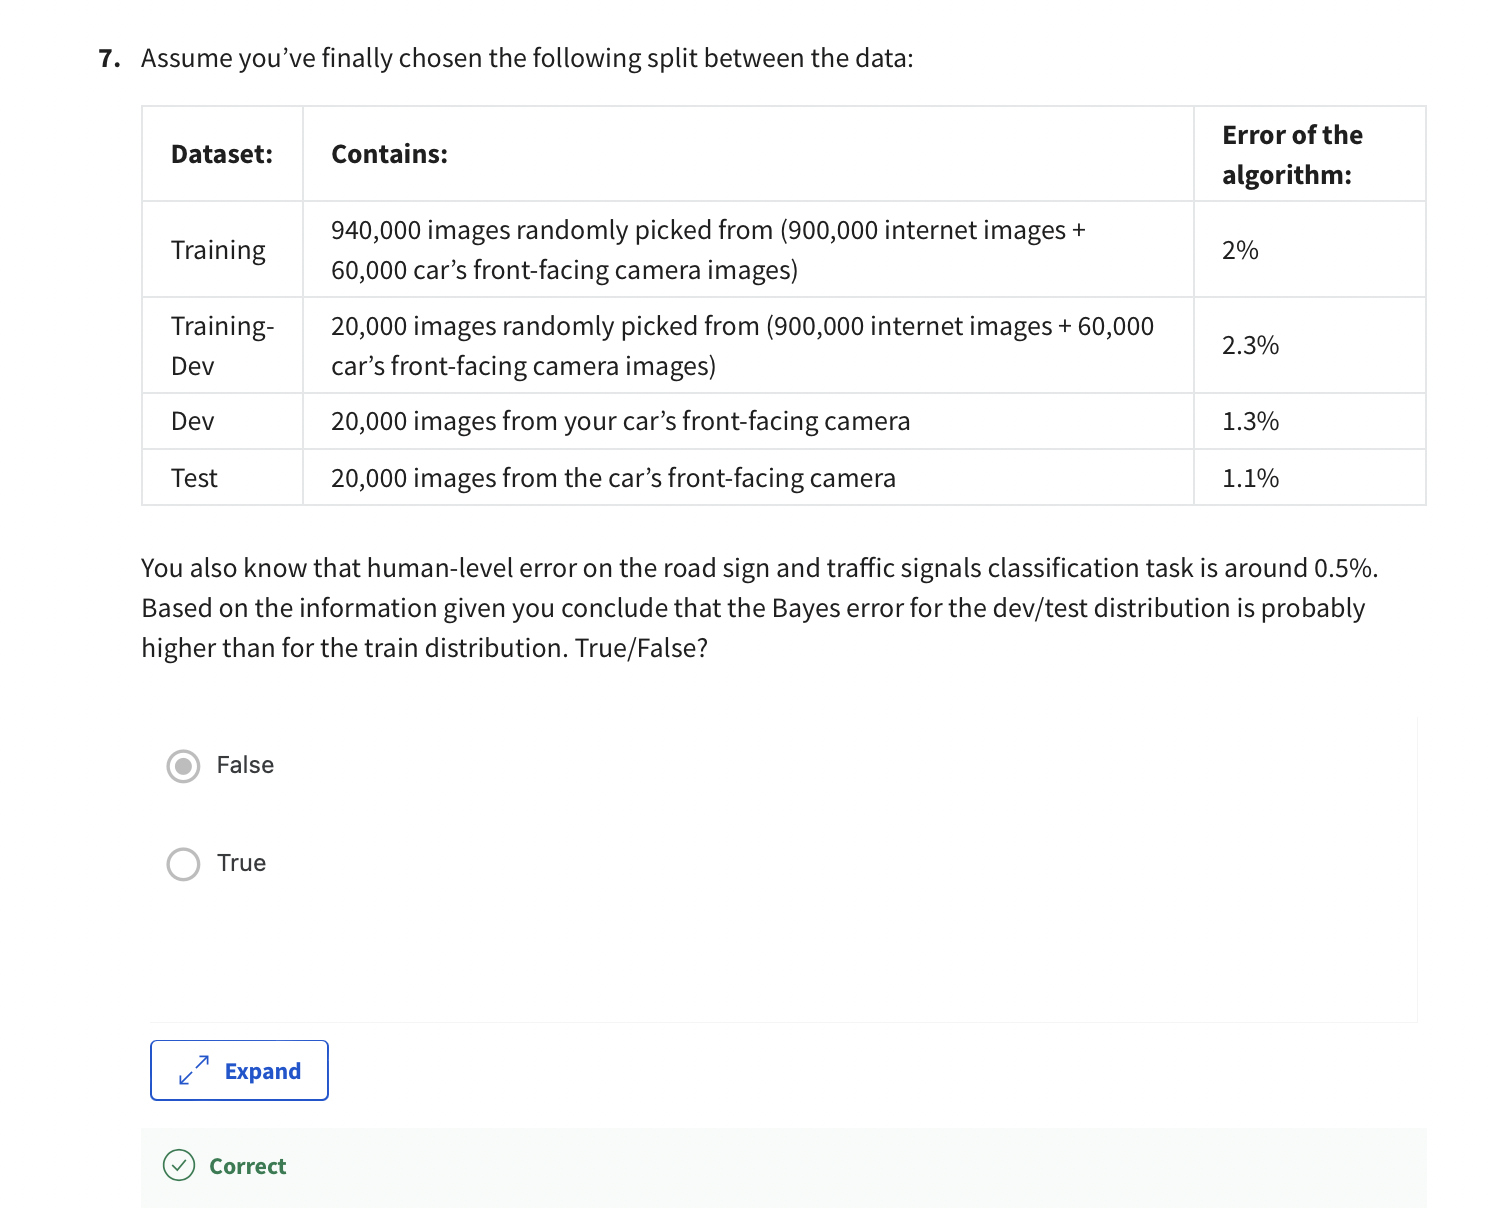 7. Assume you’ve finally chosen the following split between the data:
Dataset: Contains: Error of the
algorithm:
Training 940,000 images randomly picked from (900,000 internet images +
60,000 car’s front-facing camera images) 2%
Training-
Dev 20,000 images randomly picked from (900,000 internet images + 60,000
car’s front-facing camera images) 2.3%
Dev 20,000 images from your car’s front-facing camera 1.3%
Test 20,000 images from the car’s front-facing camera 1.1%
You also know that human-level error on the road sign and traffic signals classification task is around 0.5%.
Based on the information given you conclude that the Bayes error for the dev/test distribution is probably
higher than for the train distribution. True/False?
False
True
Expand
Correct